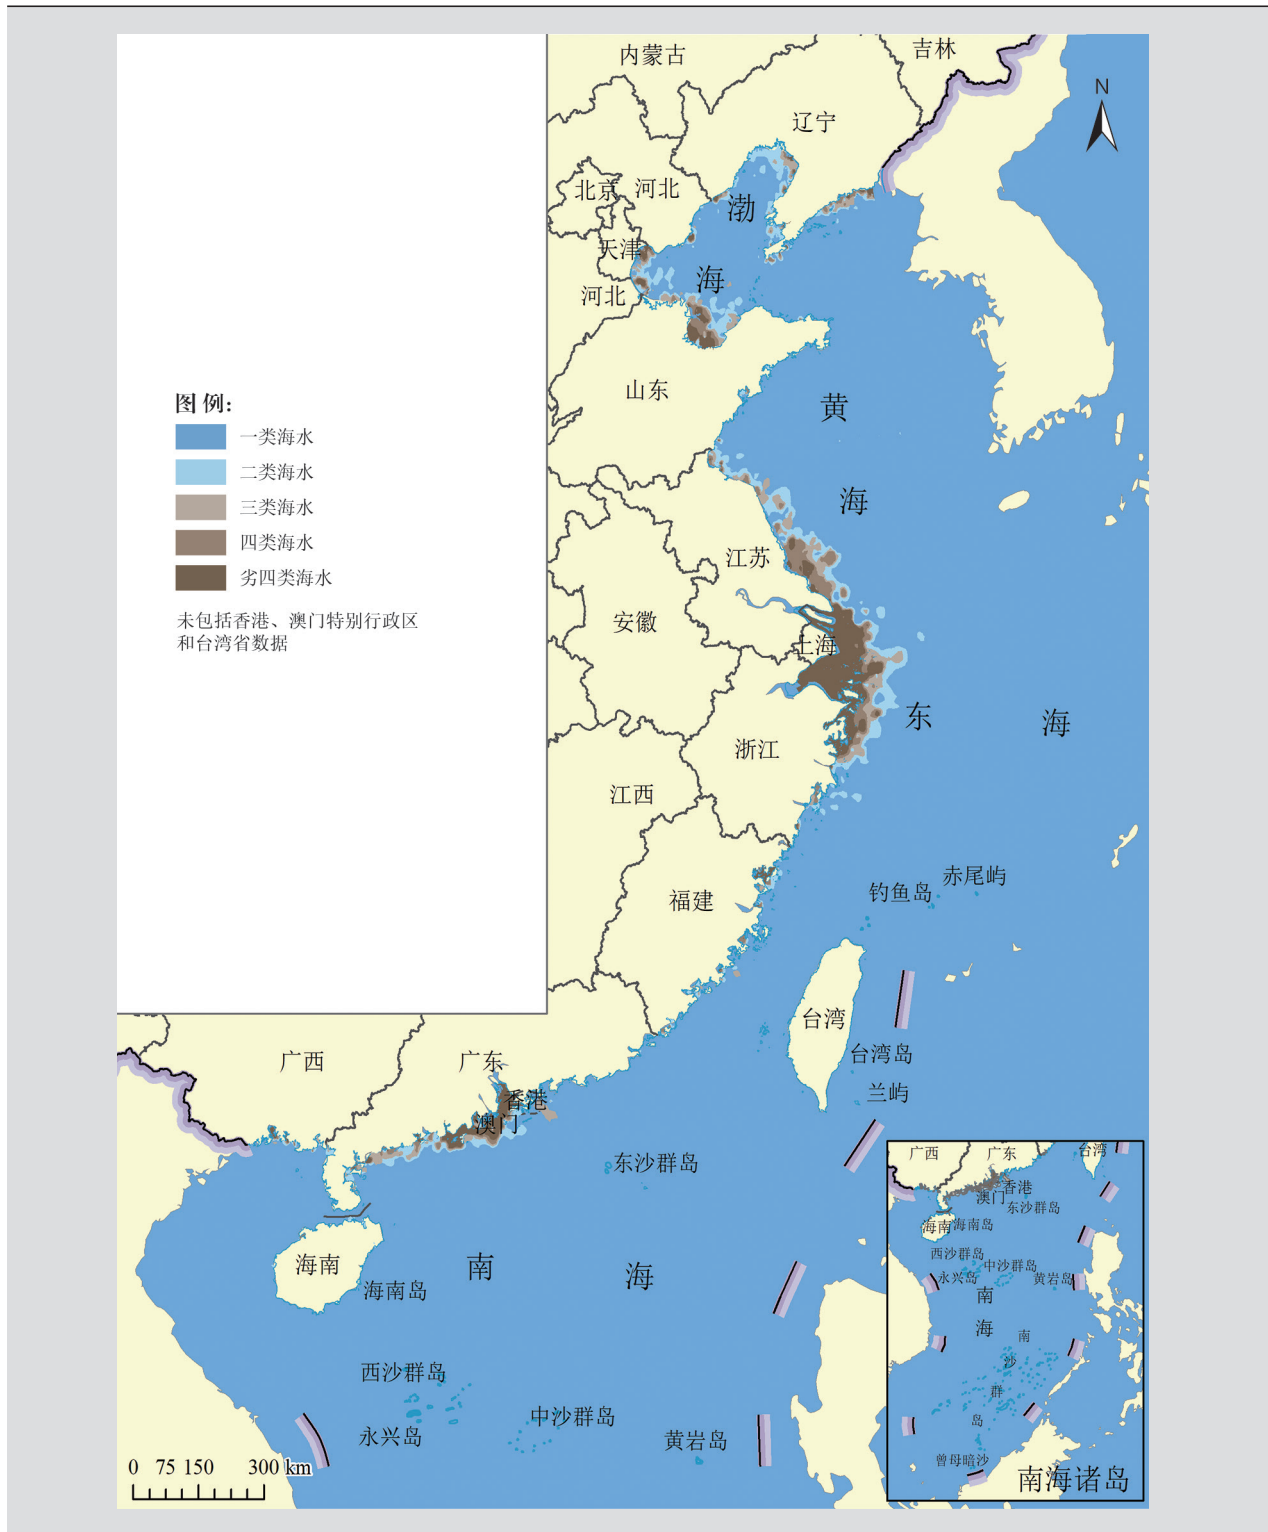 内蒙古
吉林
N
辽宁
北京
河北
渤
天津
海
河北
山东
黄
图 例:
一类海水
二类海水
三类海水
海
四类海水
江苏
劣四类海水
未包括香港、澳门特别行政区
和台湾省数据
安徽
上海
东
海
浙江
江西
赤尾屿
钓鱼岛
福建
台湾
台湾岛
广西
广东
兰屿
香港
澳门
东沙群岛
海南
南
海
海南岛
西沙群岛
中沙群岛
永兴岛
黄岩岛
0 75 150 300 km
广西
广东
台湾
香港
澳门
东沙群岛
海南
海南岛
西沙群岛
中沙群岛
永兴岛
黄岩岛
南
海
南
沙
群
岛
曾母暗沙
南海诸岛